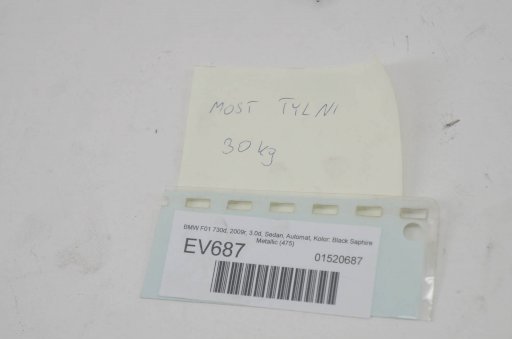 MOST TYLNI
30 kg
BMW F01 730d, 2009r, 3.0d, Sedan, Automat, Kolor: Black Saphire
Metallic (475)
EV687
01520687